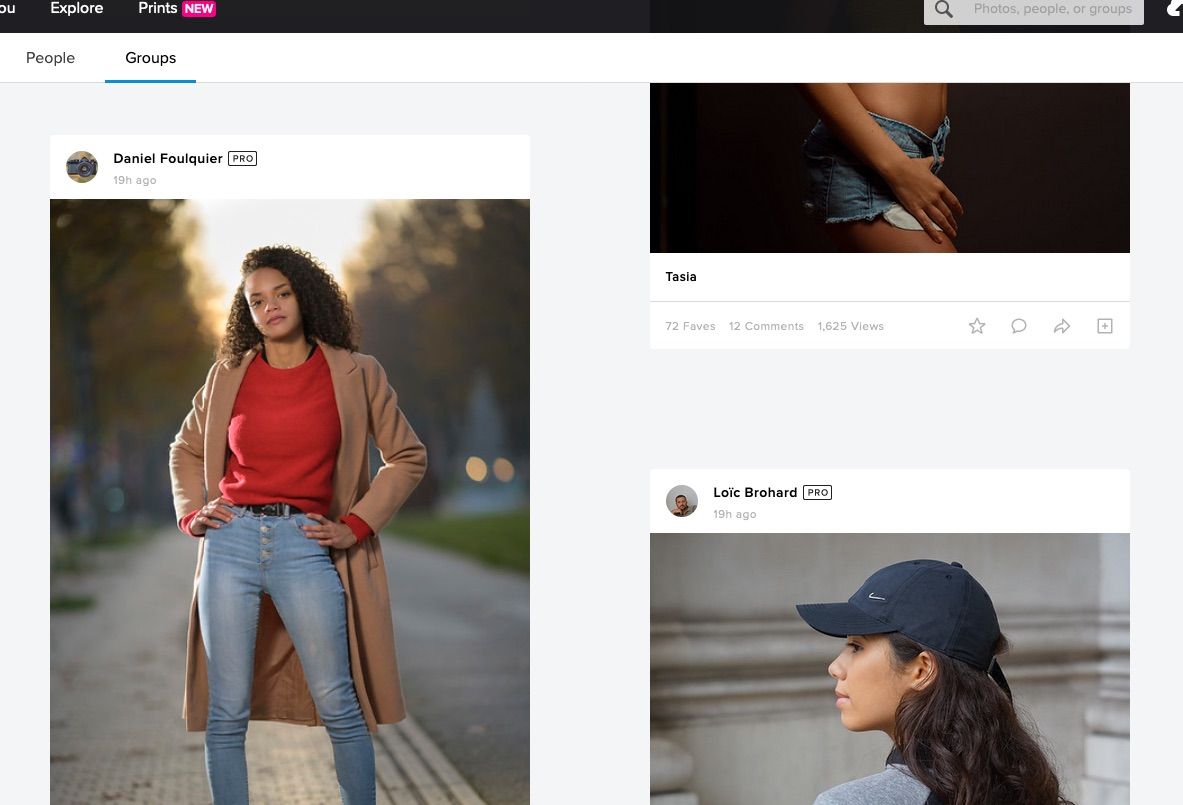 ou Explore Prints NEW
Photos, people, or groups
People Groups
Daniel Foulquier PRO
19h ago
Tasia
72 Faves 12 Comments 1,625 Views
Loïc Brohard PRO
19h ago